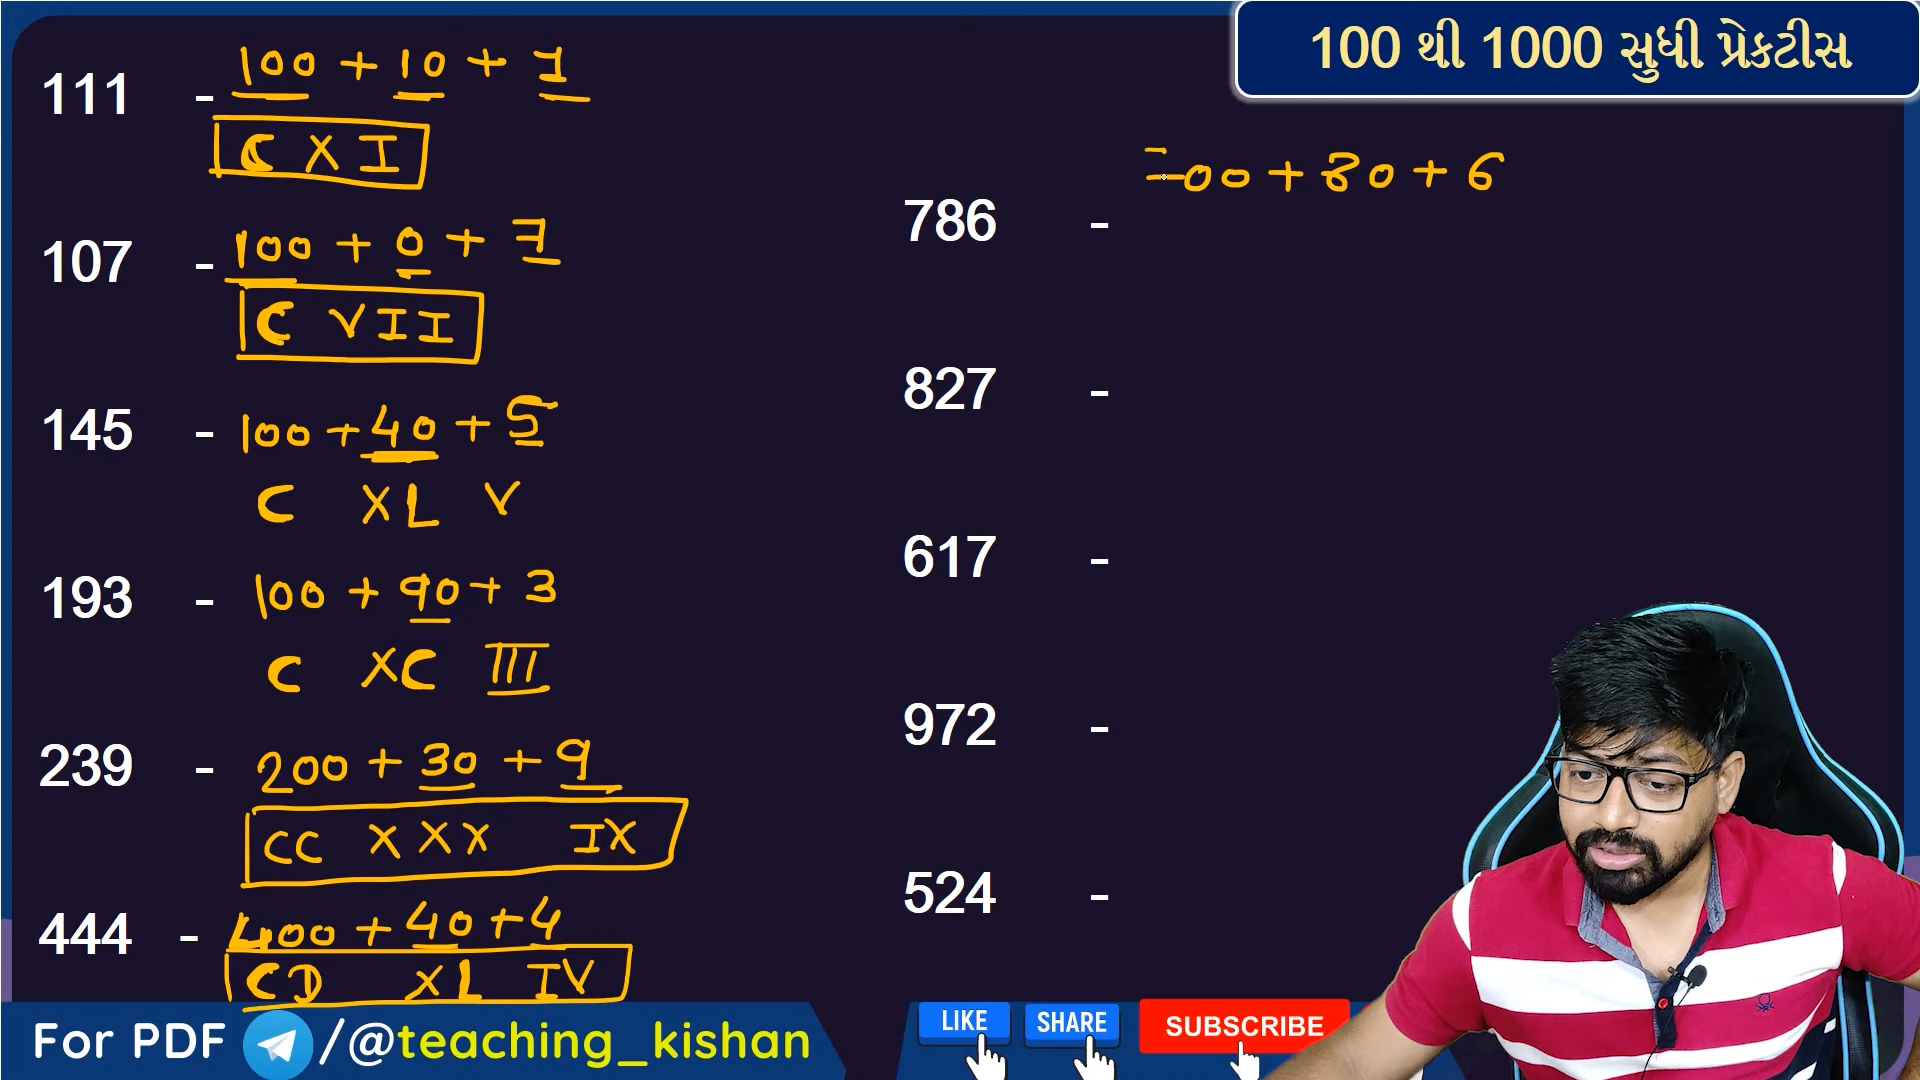 100 થી 1000 સુધી પ્રેકટીસ
111 - 100 + 10 + 1
C X I
107 - 100 + 0 + 7
C VII
145 - 100 + 40 + 5
C XL V
193 - 100 + 90 + 3
C XC III
239 - 200 + 30 + 9
CC XXX IX
444 - 400 + 40 + 4
CD XL IV
00 + 80 + 6
786 -
827 -
617 -
972 -
524 -
For PDF /@teaching_kishan
LIKE SHARE SUBSCRIBE